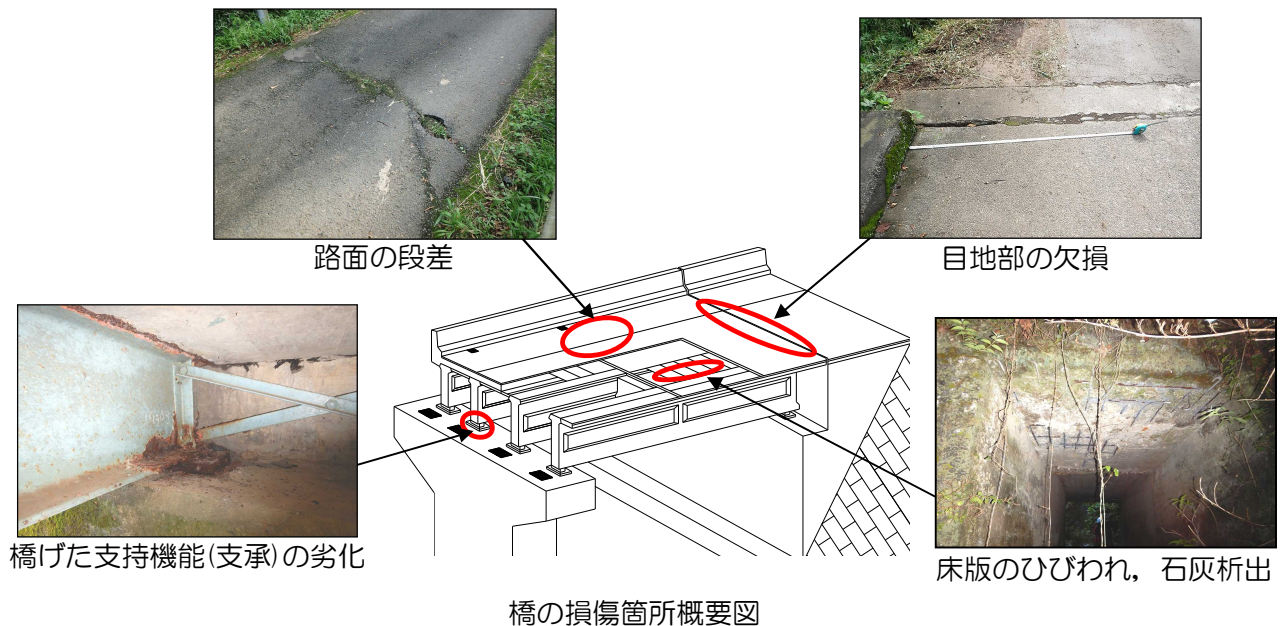 路面の段差
目地部の欠損
橋げた支持機能(支承)の劣化
床版のひびわれ，石灰析出
橋の損傷箇所概要図